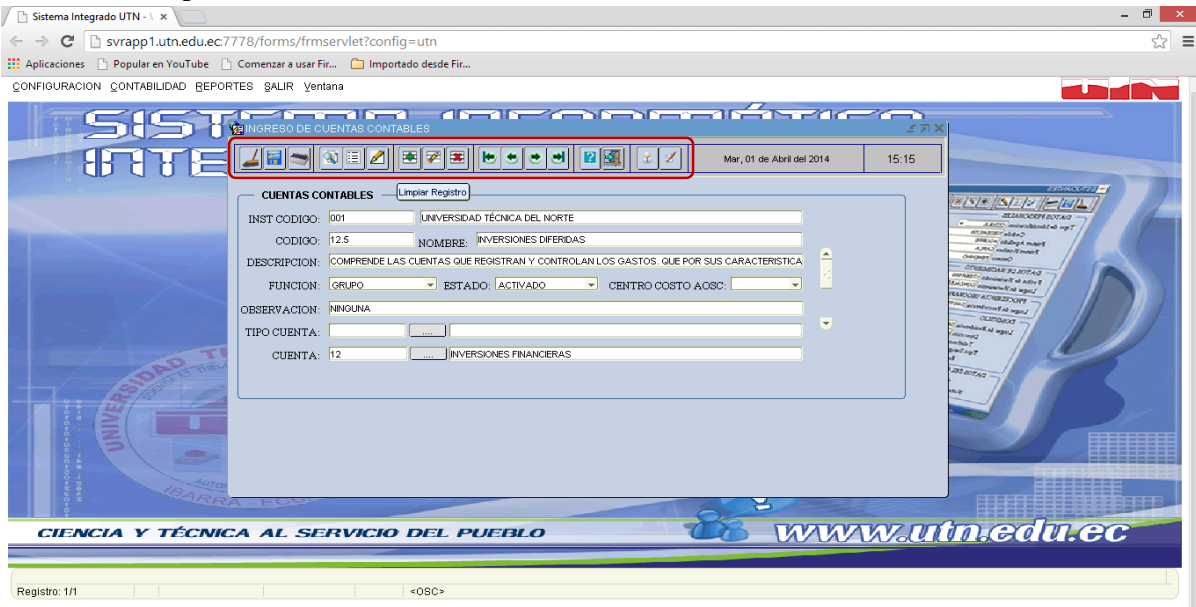 Sistema Integrado UTN - \
svrapp1.utn.edu.ec:7778/forms/frmservlet?config=utn
Aplicaciones Popular en YouTube Comenzar a usar Fir... Importado desde Fir...
CONFIGURACION CONTABILIDAD REPORTES SALIR Ventana
INGRESO DE CUENTAS CONTABLES
Mar, 01 de Abril del 2014 15:15
CUENTAS CONTABLES Limpiar Registro
INST CODIGO: 001 UNIVERSIDAD TÉCNICA DEL NORTE
CODIGO: 12.5 NOMBRE: INVERSIONES DIFERIDAS
DESCRIPCION: COMPRENDE LAS CUENTAS QUE REGISTRAN Y CONTROLAN LOS GASTOS. QUE POR SUS CARACTERISTICA
FUNCION: GRUPO ESTADO: ACTIVADO CENTRO COSTO AOSC:
OBSERVACION: NINGUNA
TIPO CUENTA: ....
CUENTA: 12 .... INVERSIONES FINANCIERAS
CIENCIA Y TÉCNICA AL SERVICIO DEL PUEBLO www.utn.edu.ec
Registro: 1/1 <OSC>